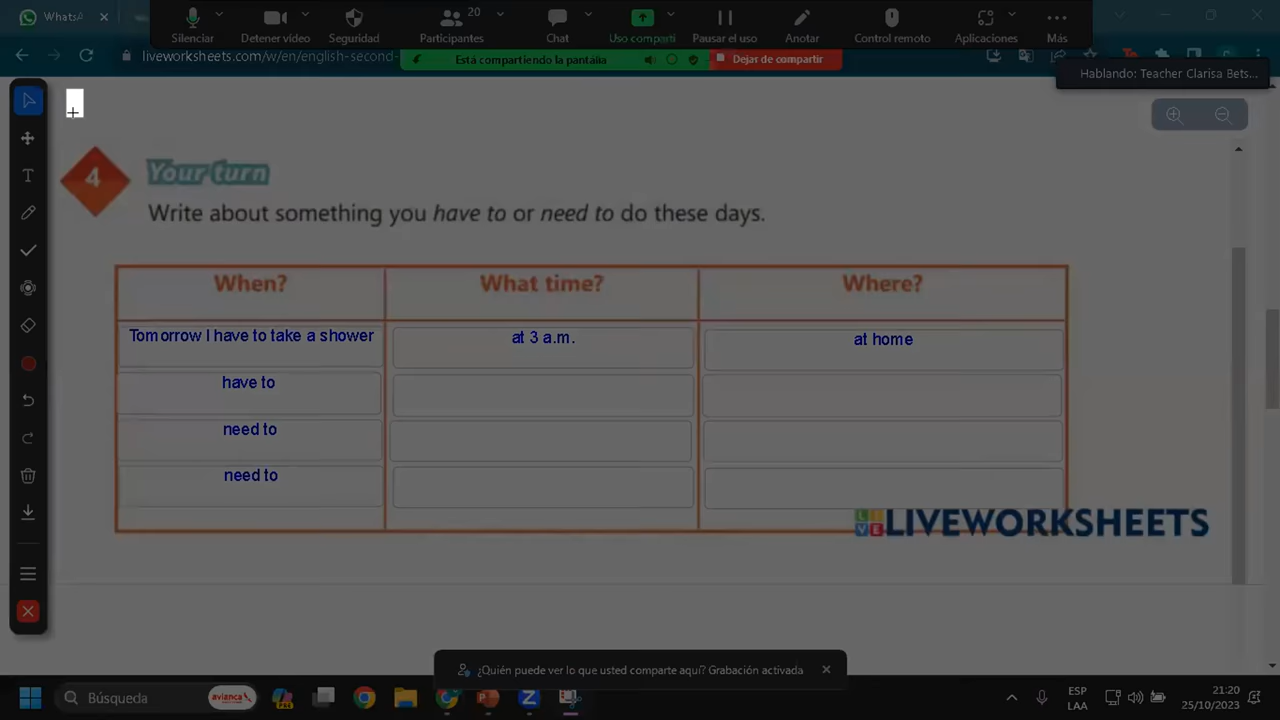 WhatsA
Silenciar
Detener video
Seguridad
20
Participantes
Chat
Uso comparti
Pausar el uso
Anotar
Control remoto
Aplicaciones
Más
liveworksheets.com/w/en/english-second-
Está compartiendo la pantalla
Dejar de compartir
Hablando: Teacher Clarisa Bets...
4
Your turn
Write about something you have to or need to do these days.
When? What time? Where?
Tomorrow I have to take a shower at 3 a.m. at home
have to
need to
need to
LIVEWORKSHEETS
¿Quién puede ver lo que usted comparte aquí? Grabación activada
Búsqueda
avianca
ESP
LAA
21:20
25/10/2023